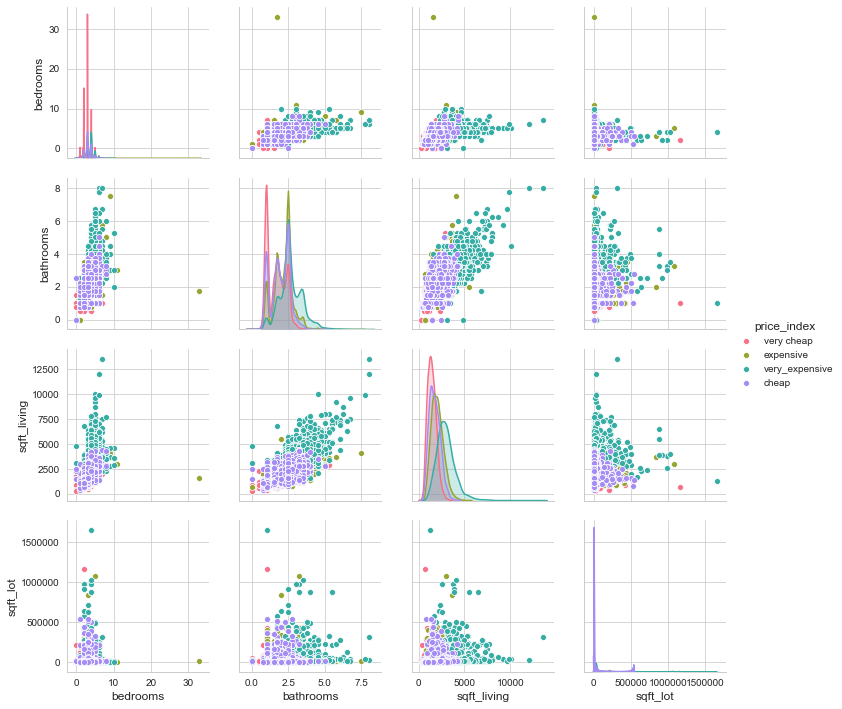 bedrooms
30
20
10
0
bathrooms
8
6
4
2
0
price_index
very cheap
expensive
very_expensive
cheap
sqft_living
12500
10000
7500
5000
2500
0
sqft_lot
1500000
1000000
500000
0
0 10 20 30
0.0 2.5 5.0 7.5
0 5000 10000
0 500000 1000000 1500000
bedrooms bathrooms sqft_living sqft_lot